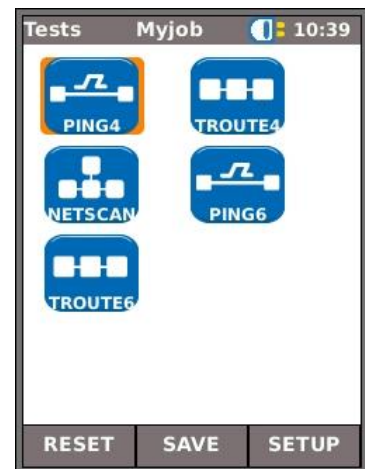 Tests Myjob 10:39
PING4 TROUTE4
NETSCAN PING6
TROUTE6
RESET SAVE SETUP